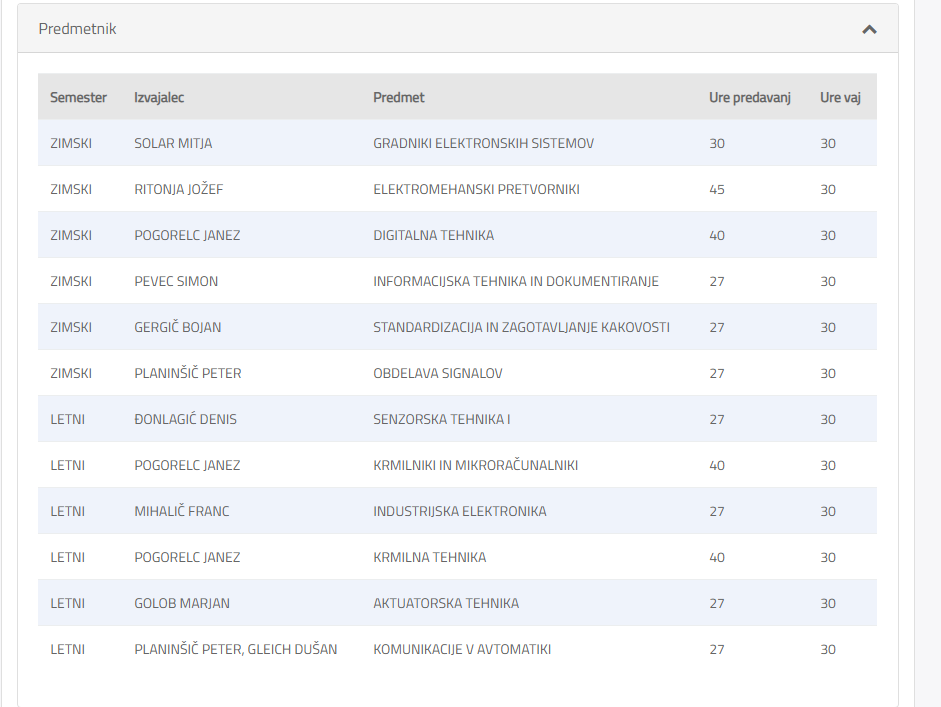 Predmetnik
Semester Izvajalec Predmet Ure predavanj Ure vaj
ZIMSKI SOLAR MITJA GRADNIKI ELEKTRONSKIH SISTEMOV 30 30
ZIMSKI RITONJA JOŽEF ELEKTROMEHANSKI PRETVORNIKI 45 30
ZIMSKI POGORELC JANEZ DIGITALNA TEHNIKA 40 30
ZIMSKI PEVEC SIMON INFORMACIJSKA TEHNIKA IN DOKUMENTIRANJE 27 30
ZIMSKI GERGIČ BOJAN STANDARDIZACIJA IN ZAGOTAVLJANJE KAKOVOSTI 27 30
ZIMSKI PLANINŠIČ PETER OBDELAVA SIGNALOV 27 30
LETNI ĐONLAGIĆ DENIS SENZORSKA TEHNIKA I 27 30
LETNI POGORELC JANEZ KRMILNIKI IN MIKRORAČUNALNIKI 40 30
LETNI MIHALIČ FRANC INDUSTRIJSKA ELEKTRONIKA 27 30
LETNI POGORELC JANEZ KRMILNA TEHNIKA 40 30
LETNI GOLOB MARJAN AKTUATORSKA TEHNIKA 27 30
LETNI PLANINŠIČ PETER, GLEICH DUŠAN KOMUNIKACIJE V AVTOMATIKI 27 30